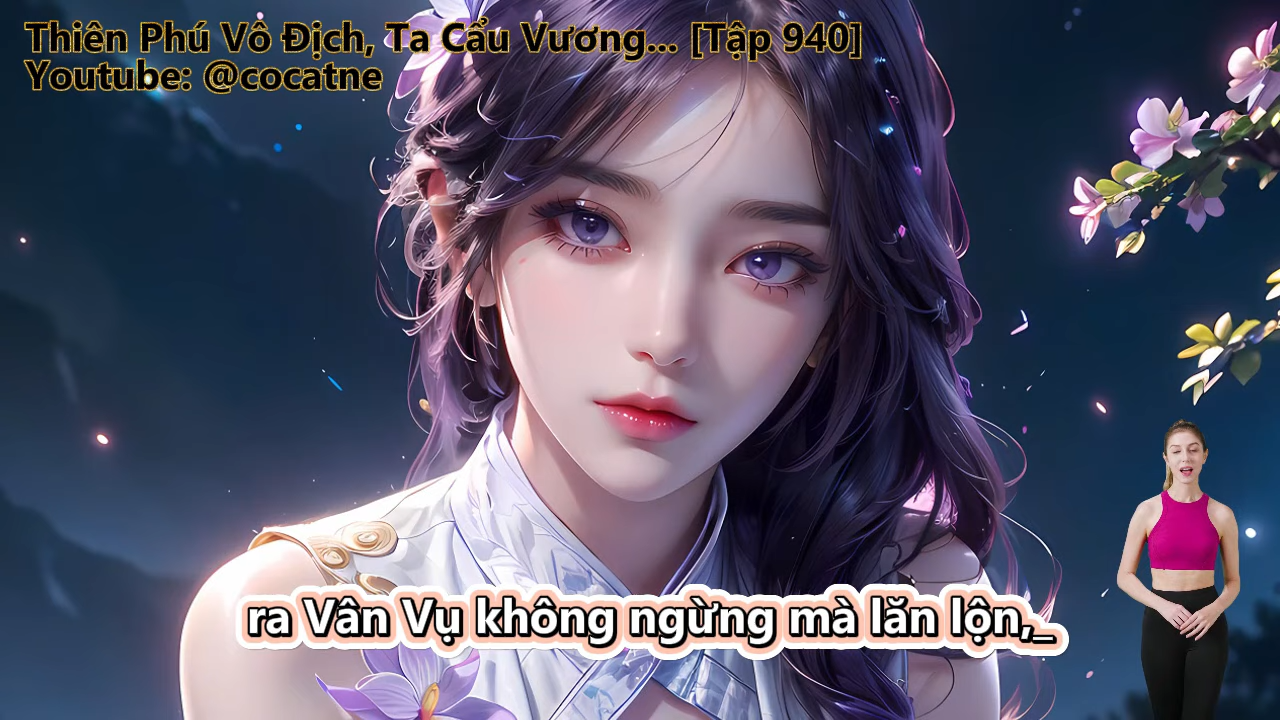 Thiên Phú Vô Địch, Ta Cẩu Vương... [Tập 940]
Youtube: @cocatne
ra Vân Vụ không ngừng mà lăn lộn,_